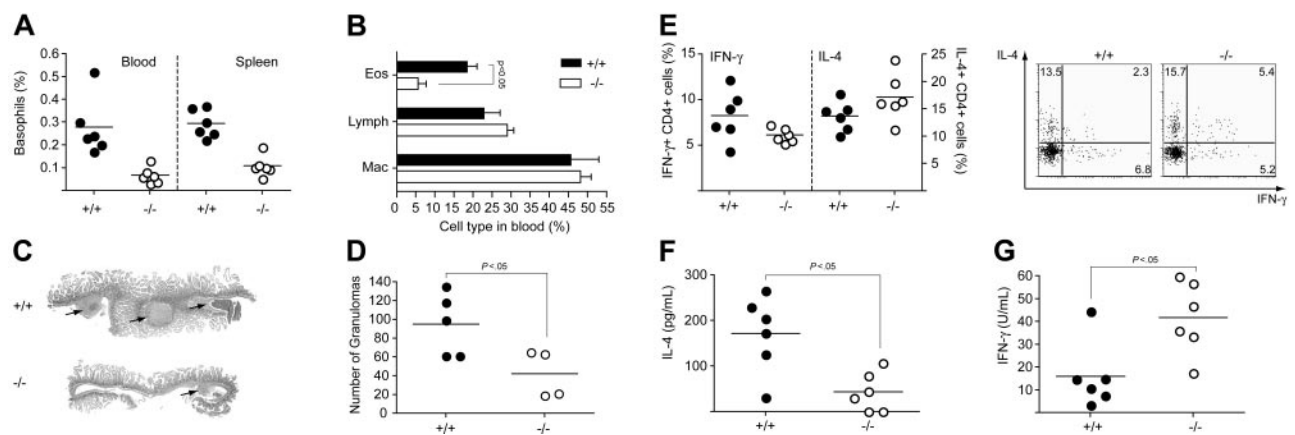 A
Blood
Spleen
Basophils (%)
0.6
0.5
0.4
0.3
0.2
0.1
+/+
-/-
+/+
-/-
B
+/+
-/-
Eos
Lymph
Mac
p<0.05
0 5 10 15 20 25 30 35 40 45 50 55
Cell type in blood (%)
C
+/+
-/-
D
P<.05
Number of Granulomas
140
120
100
80
60
40
20
0
+/+
-/-
E
IFN-γ
IL-4
IFN-γ+ CD4+ cells (%)
15
10
5
25
20
15
10
5
IL-4+ CD4+ cells (%)
+/+
-/-
+/+
-/-
IL-4
+/+
-/-
13.5
2.3
6.8
15.7
5.4
5.2
IFN-γ
F
P<.05
IL-4 (pg/mL)
300
200
100
+/+
-/-
G
P<.05
IFN-γ (U/mL)
60
50
40
30
20
10
0
+/+
-/-